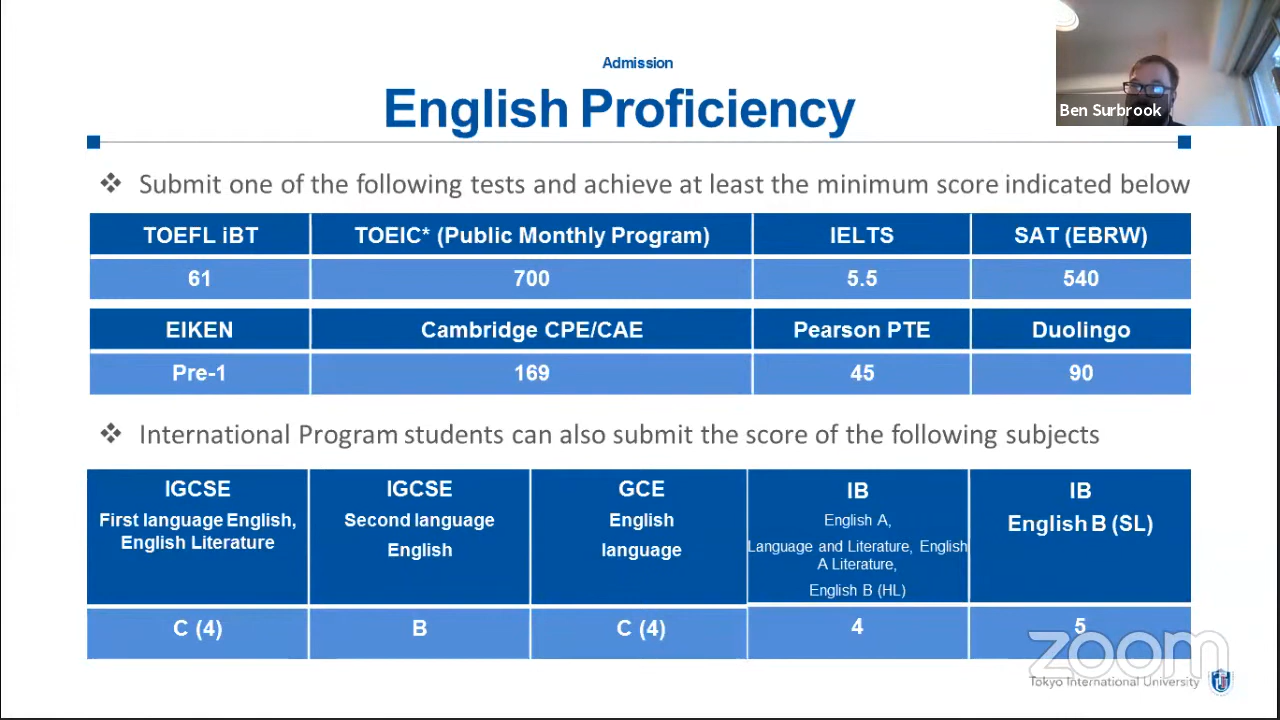 Admission
English Proficiency
Ben Surbrook
❖ Submit one of the following tests and achieve at least the minimum score indicated below
TOEFL iBT TOEIC* (Public Monthly Program) IELTS SAT (EBRW)
61 700 5.5 540
EIKEN Cambridge CPE/CAE Pearson PTE Duolingo
Pre-1 169 45 90
❖ International Program students can also submit the score of the following subjects
IGCSE
First language English,
English Literature
IGCSE
Second language
English
GCE
English
language
IB
English A,
Language and Literature, English
A Literature,
English B (HL)
IB
English B (SL)
C (4) B C (4) 4 5
zoom
Tokyo International University